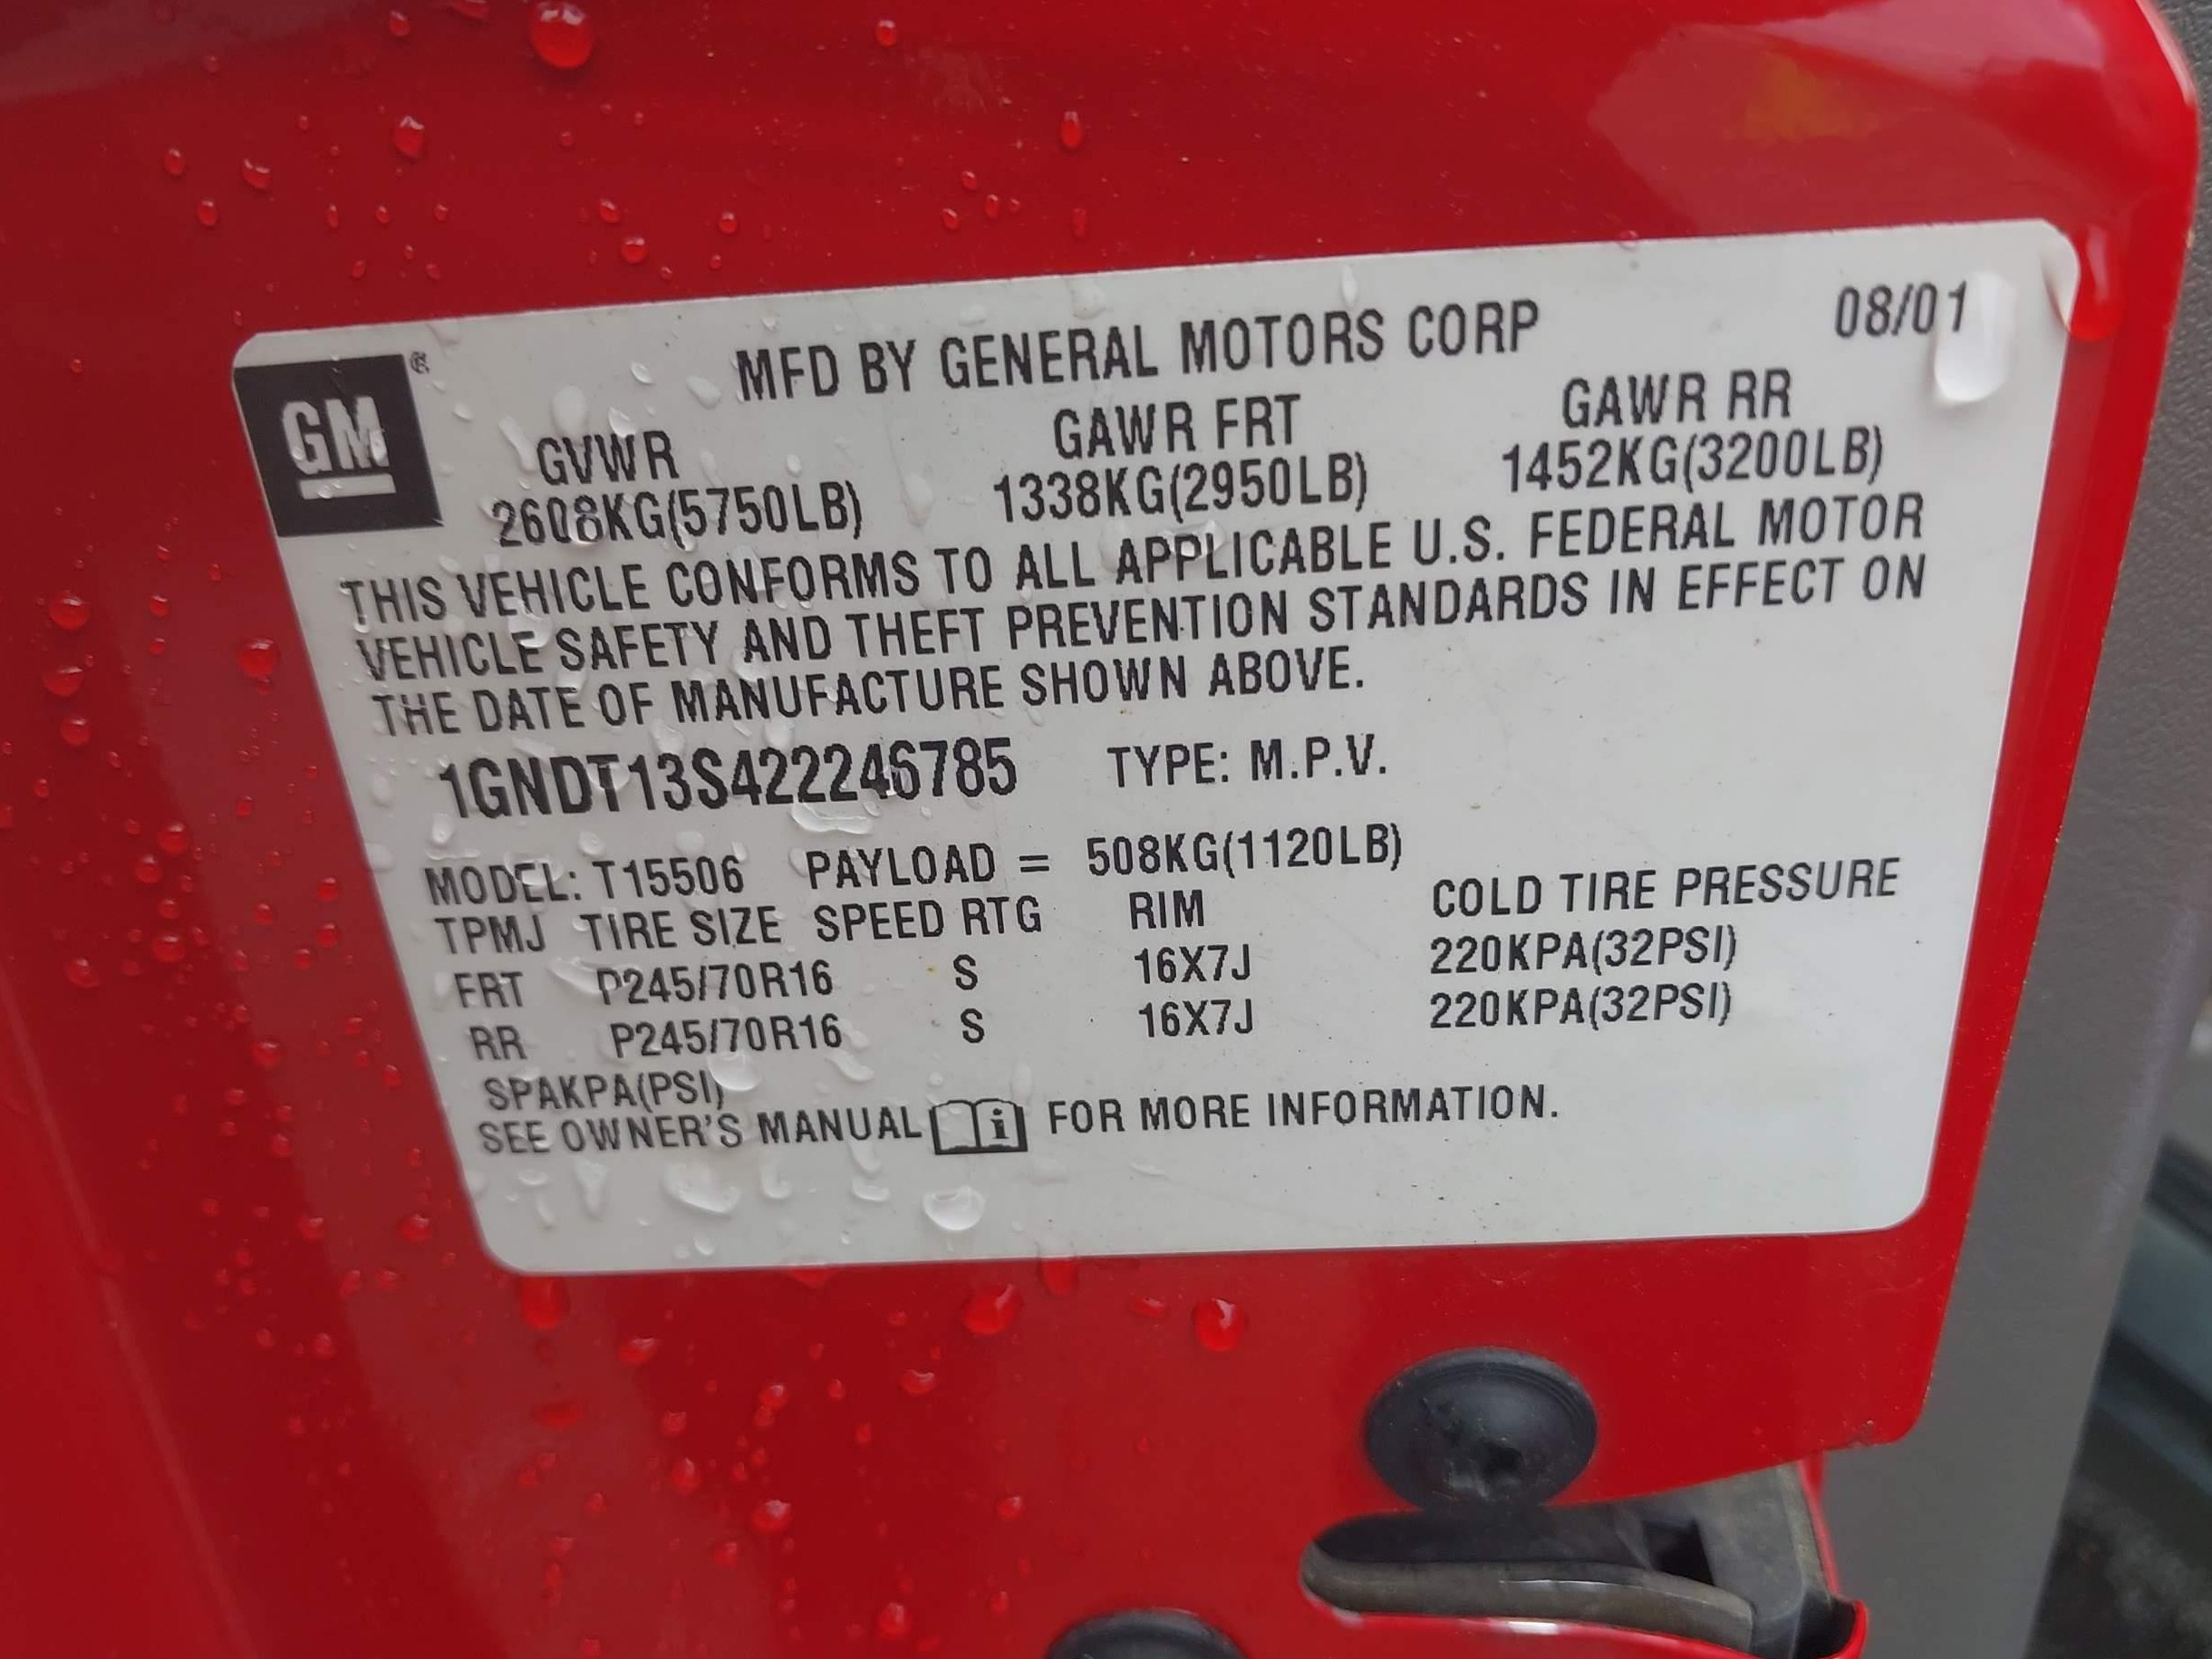 MFD BY GENERAL MOTORS CORP 08/01
GM®
GVWR GAWR FRT GAWR RR
2608KG(5750LB) 1338KG(2950LB) 1452KG(3200LB)
THIS VEHICLE CONFORMS TO ALL APPLICABLE U.S. FEDERAL MOTOR
VEHICLE SAFETY AND THEFT PREVENTION STANDARDS IN EFFECT ON
THE DATE OF MANUFACTURE SHOWN ABOVE.
1GNDT13S422246785 TYPE: M.P.V.
MODEL: T15506 PAYLOAD = 508KG(1120LB)
TPMJ TIRE SIZE SPEED RTG RIM COLD TIRE PRESSURE
FRT P245/70R16 S 16X7J 220KPA(32PSI)
RR P245/70R16 S 16X7J 220KPA(32PSI)
SPAKPA(PSI)
SEE OWNER'S MANUAL i FOR MORE INFORMATION.